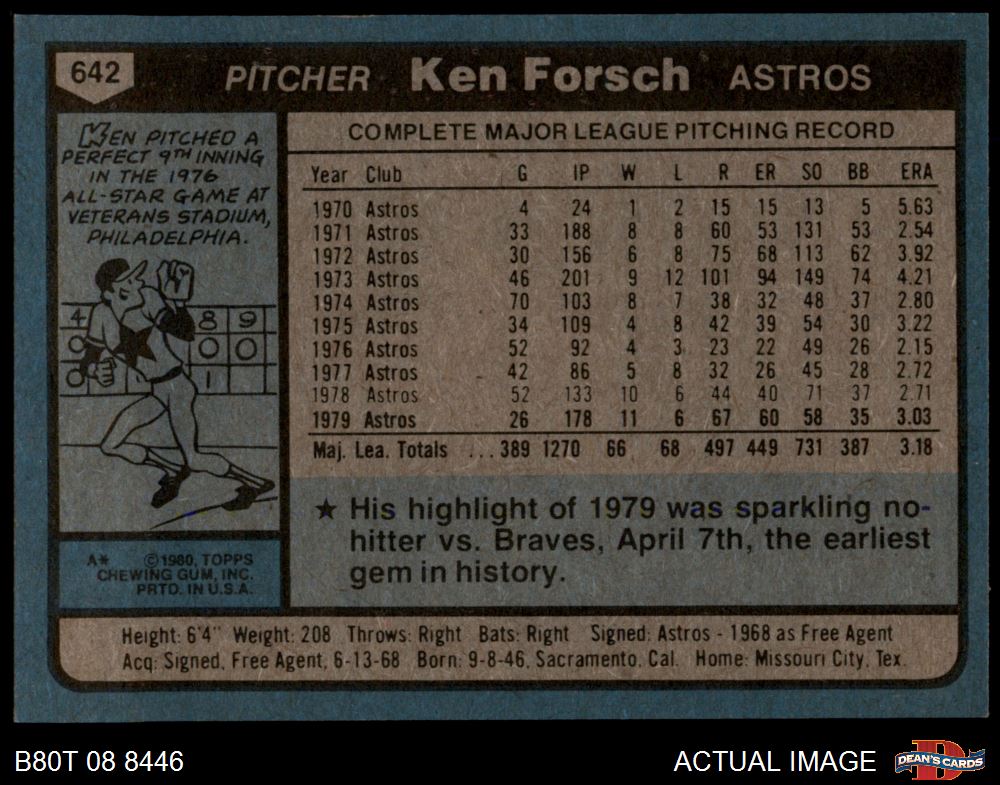 642
PITCHER Ken Forsch ASTROS
KEN PITCHED A
PERFECT 9TH INNING
IN THE 1976
ALL-STAR GAME AT
VETERANS STADIUM,
PHILADELPHIA.
4 8 9
0 0 0
0 1
A* ©1980, TOPPS
CHEWING GUM, INC.
PRTD. IN U.S.A.
COMPLETE MAJOR LEAGUE PITCHING RECORD
Year Club G IP W L R ER SO BB ERA
1970 Astros 4 24 1 2 15 15 13 5 5.63
1971 Astros 33 188 8 8 60 53 131 53 2.54
1972 Astros 30 156 6 8 75 68 113 62 3.92
1973 Astros 46 201 9 12 101 94 149 74 4.21
1974 Astros 70 103 8 7 38 32 48 37 2.80
1975 Astros 34 109 4 8 42 39 54 30 3.22
1976 Astros 52 92 4 3 23 22 49 26 2.15
1977 Astros 42 86 5 8 32 26 45 28 2.72
1978 Astros 52 133 10 6 44 40 71 37 2.71
1979 Astros 26 178 11 6 67 60 58 35 3.03
Maj. Lea. Totals ... 389 1270 66 68 497 449 731 387 3.18
★ His highlight of 1979 was sparkling no-
hitter vs. Braves, April 7th, the earliest
gem in history.
Height: 6'4" Weight: 208 Throws: Right Bats: Right Signed: Astros - 1968 as Free Agent
Acq: Signed, Free Agent, 6-13-68 Born: 9-8-46, Sacramento, Cal. Home: Missouri City, Tex.
B80T 08 8446 ACTUAL IMAGE DEAN'S CARDS